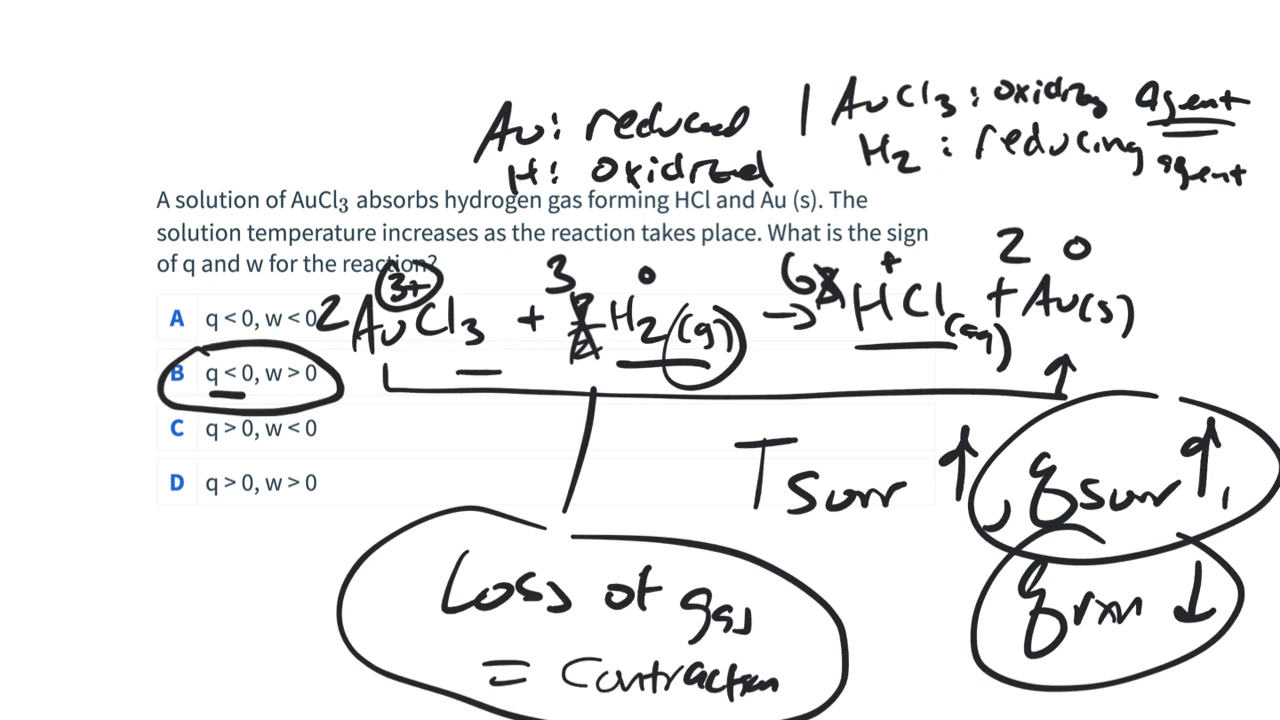 Au: reduced | AuCl3: oxidizing agent
H: oxidized H2: reducing agent
A solution of AuCl₃ absorbs hydrogen gas forming HCl and Au (s). The
solution temperature increases as the reaction takes place. What is the sign
of q and w for the reaction?
3+ 3 0 6 + 2 0
2AuCl3 + H2(g) → HCl(aq) + Au(s)
A q < 0, w < 0
B q < 0, w > 0
C q > 0, w < 0
D q > 0, w > 0
Tsurr ↑, qsurr ↑,
qrxn ↓
Loss of gas
= Contraction